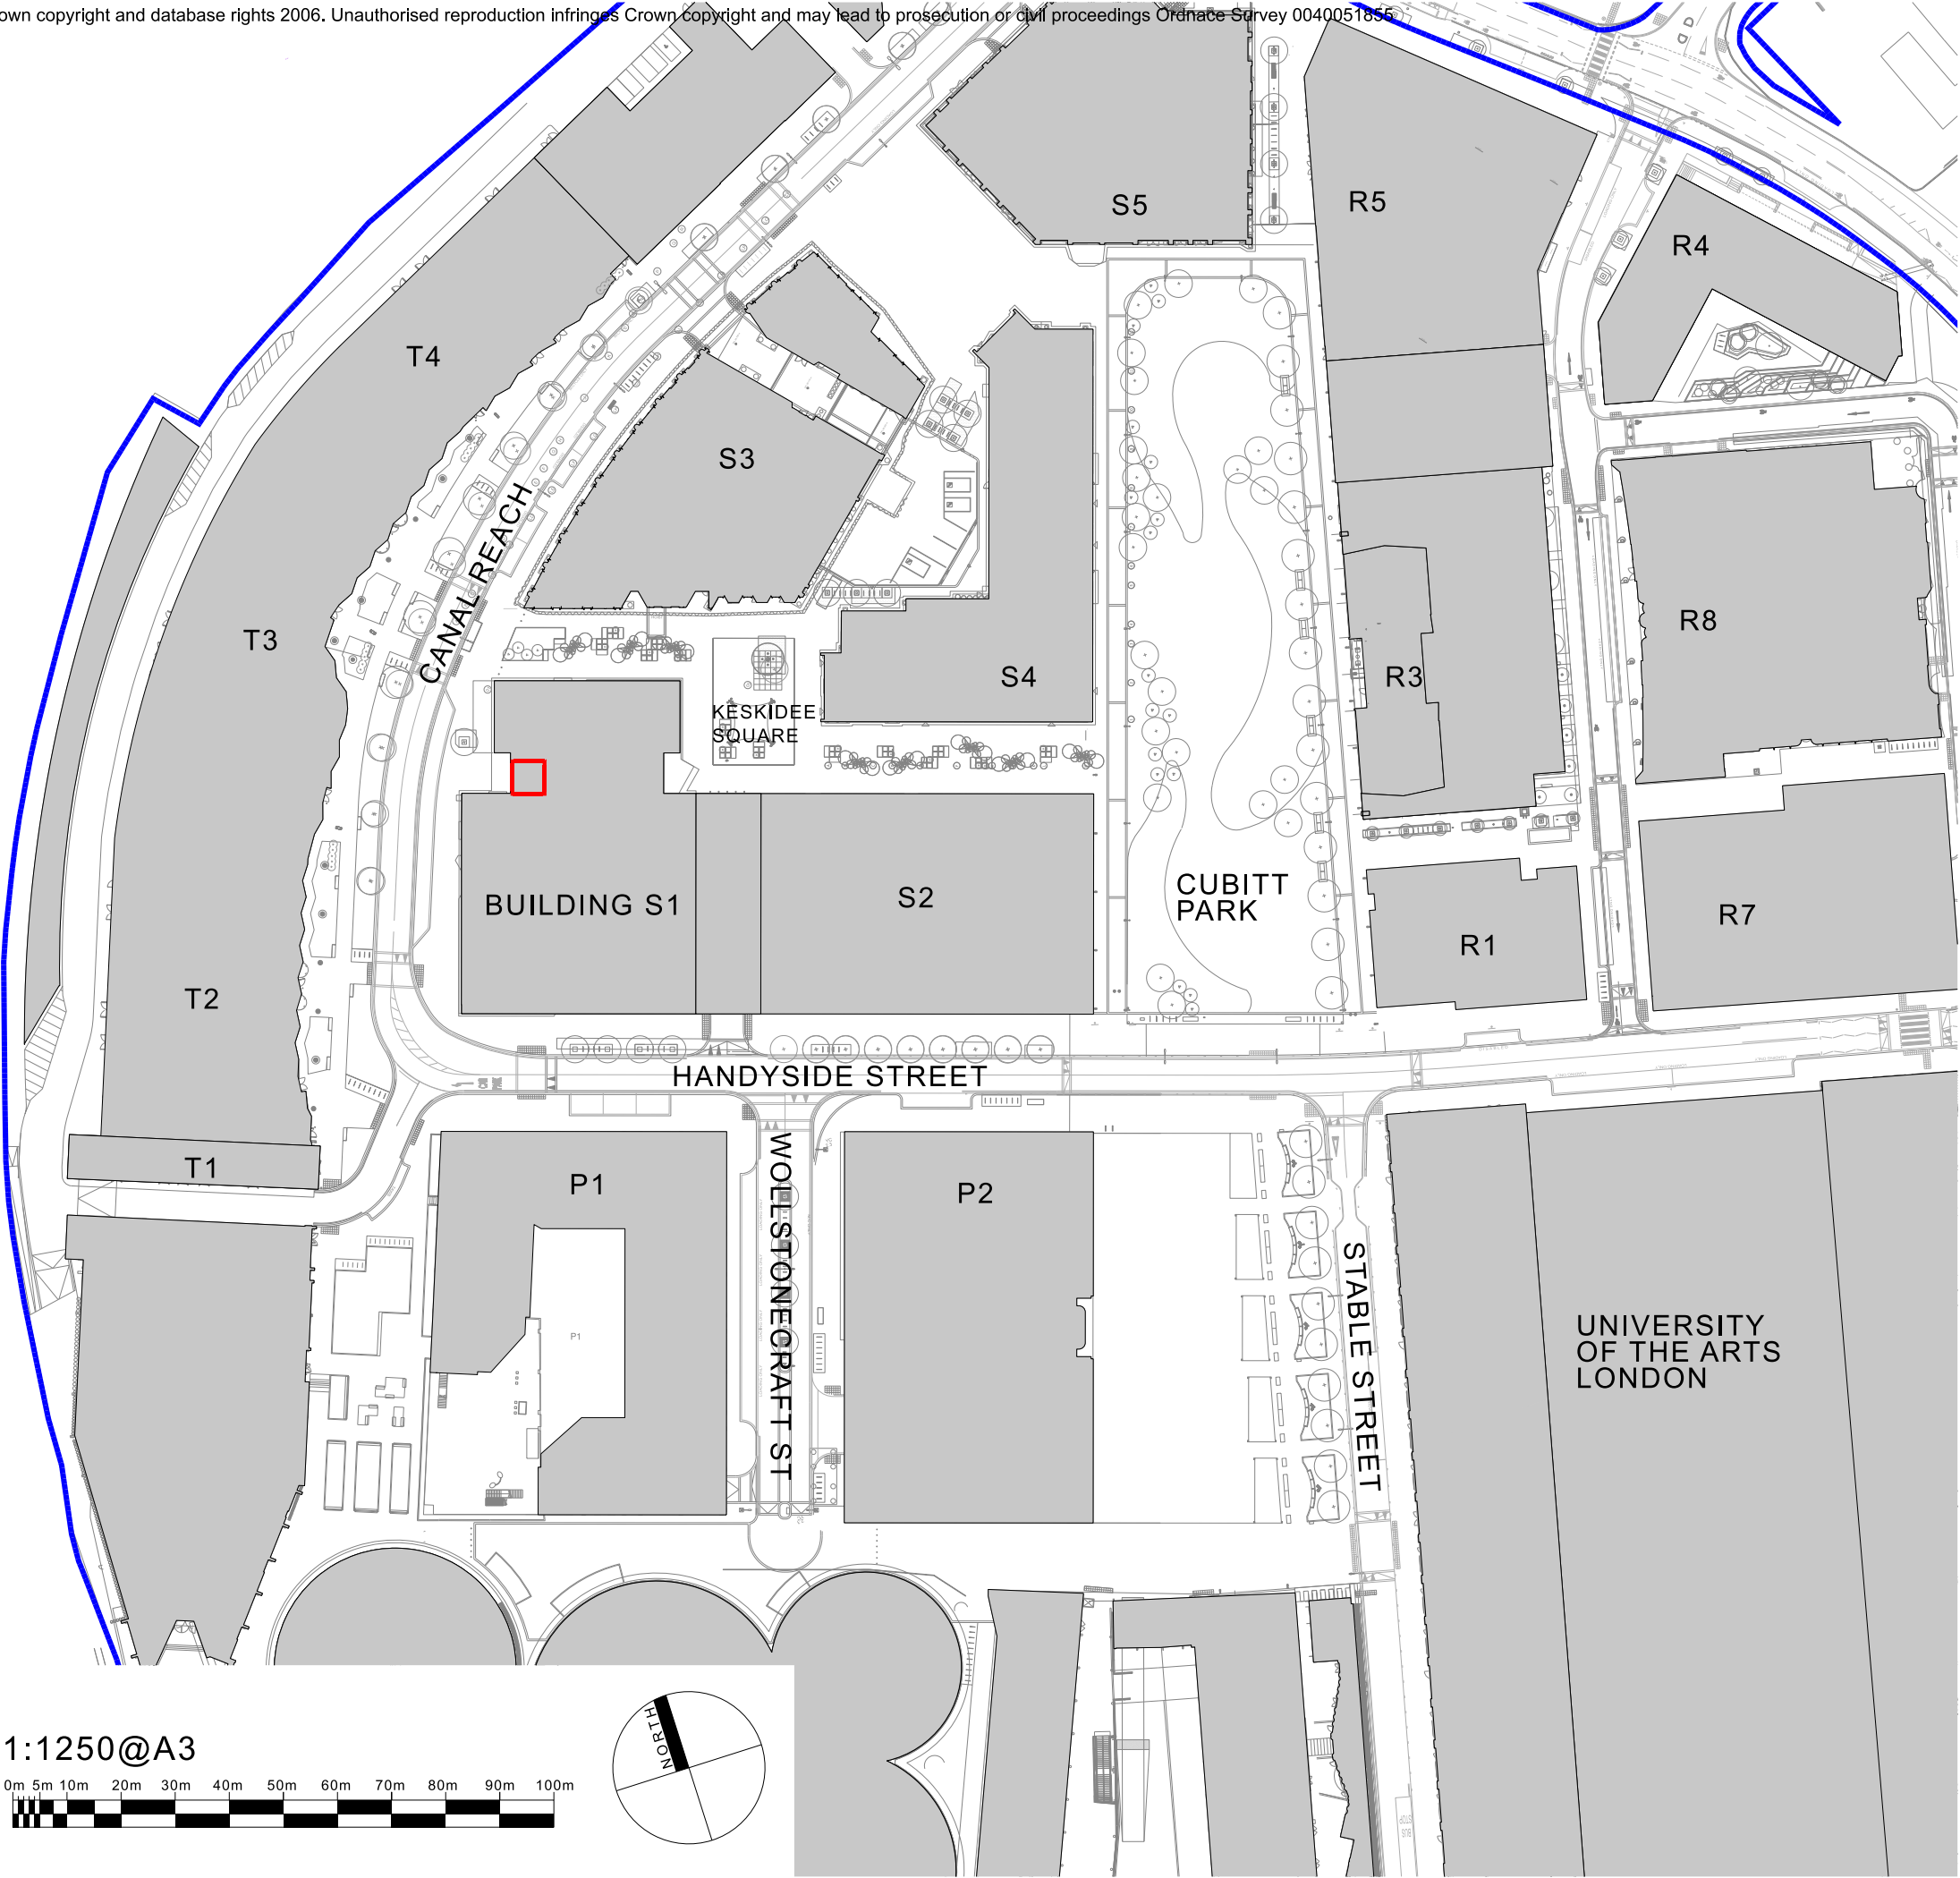 own copyright and database rights 2006. Unauthorised reproduction infringes Crown copyright and may lead to prosecution or civil proceedings Ordnace Survey 0040051855
S5
R5
R4
T4
S3
CANAL REACH
T3
R8
S4
R3
KESKIDEE
SQUARE
BUILDING S1
S2
CUBITT
PARK
R7
R1
T2
HANDYSIDE STREET
T1
P1
WOLLSTONECRAFT ST
P2
STABLE STREET
P1
UNIVERSITY
OF THE ARTS
LONDON
NORTH
1:1250@A3
0m 5m 10m 20m 30m 40m 50m 60m 70m 80m 90m 100m